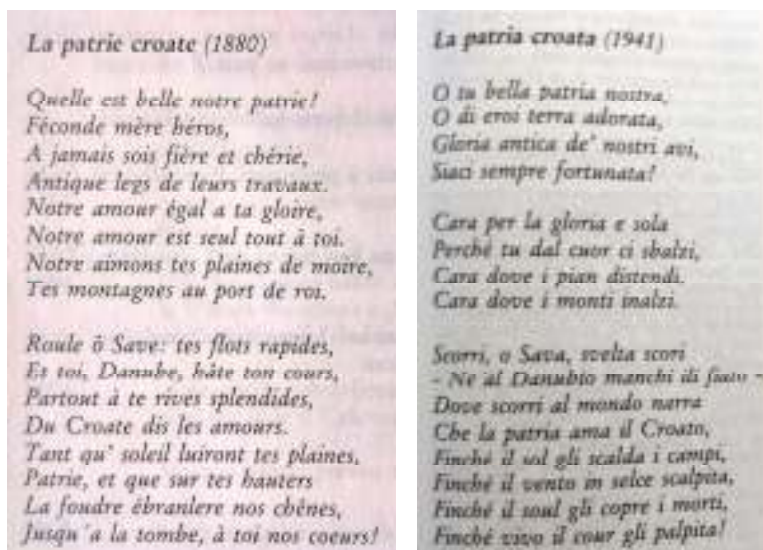 La patrie croate (1880)
Quelle est belle notre patrie!
Féconde mère héros,
A jamais sois fière et chérie,
Antique legs de leurs travaux.
Notre amour égal a ta gloire,
Notre amour est seul tout à toi.
Notre aimons tes plaines de moire,
Tes montagnes au port de roi.
Roule ô Save: tes flots rapides,
Et toi, Danube, hâte ton cours,
Partout à te rives splendides,
Du Croate dis les amours.
Tant qu' soleil luiront tes plaines,
Patrie, et que sur tes hauters
La foudre ébranlere nos chênes,
Jusqu'a la tombe, à toi nos coeurs!
La patria croata (1941)
O tu bella patria nostra,
O di eroi terra adorata,
Gloria antica de' nostri avi,
Siaci sempre fortunata!
Cara per la gloria e sola
Perché tu dal cuor ci sbalzi,
Cara dove i pian distendi.
Cara dove i monti inalzi.
Scorri, o Sava, svelta scori
- Ne al Danubio manchi di fiato -
Dove scorri al mondo narra
Che la patria ama il Croato,
Finché il sol gli scalda i campi,
Finché il vento in selce scalpita,
Finché il soul gli copre i morti,
Finché vivo il cour gli palpita!